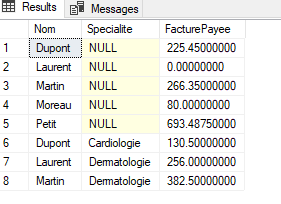 Results Messages
Nom Specialite FacturePayee
1 Dupont NULL 225.45000000
2 Laurent NULL 0.00000000
3 Martin NULL 266.35000000
4 Moreau NULL 80.00000000
5 Petit NULL 693.48750000
6 Dupont Cardiologie 130.50000000
7 Laurent Dermatologie 256.00000000
8 Martin Dermatologie 382.50000000